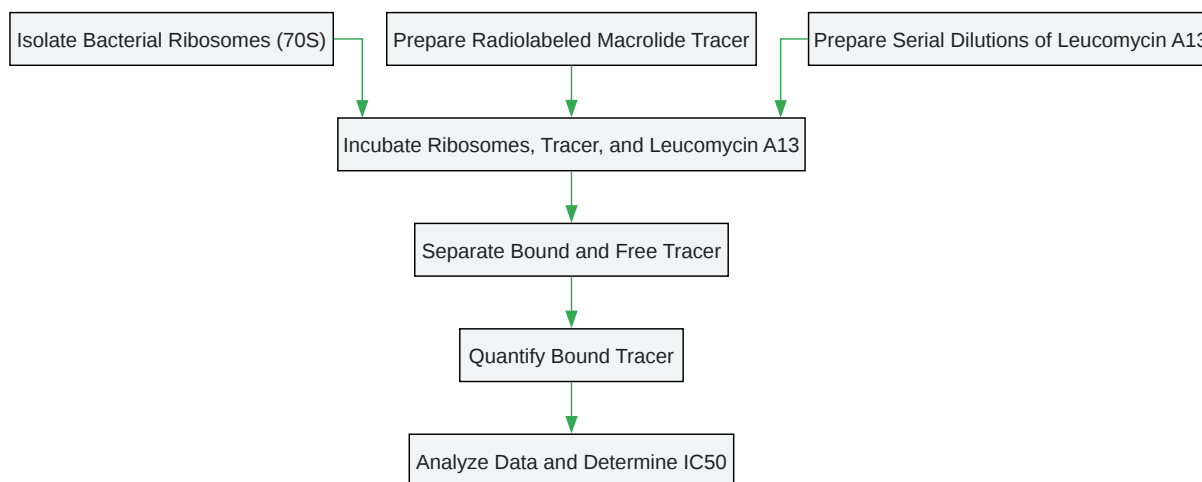 Isolate Bacterial Ribosomes (70S)
Prepare Radiolabeled Macrolide Tracer
Prepare Serial Dilutions of Leucomycin A13
Incubate Ribosomes, Tracer, and Leucomycin A13
Separate Bound and Free Tracer
Quantify Bound Tracer
Analyze Data and Determine IC50